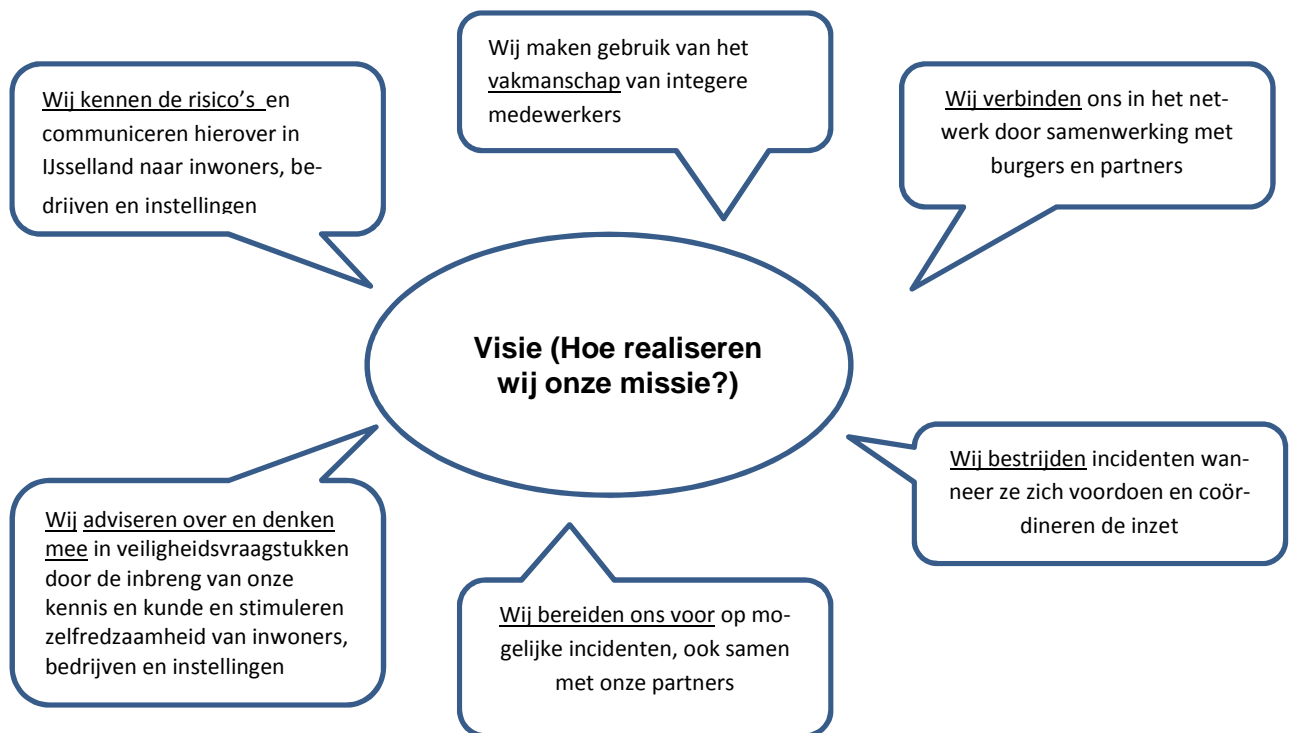 Wij maken gebruik van het
vakmanschap van integere
medewerkers
Wij kennen de risico's en
communiceren hierover in
IJsselland naar inwoners, be-
drijven en instellingen
Wij verbinden ons in het net-
werk door samenwerking met
burgers en partners
Visie (Hoe realiseren
wij onze missie?)
Wij bestrijden incidenten wan-
neer ze zich voordoen en coör-
dineren de inzet
Wij adviseren over en denken
mee in veiligheidsvraagstukken
door de inbreng van onze
kennis en kunde en stimuleren
zelfredzaamheid van inwoners,
bedrijven en instellingen
Wij bereiden ons voor op mo-
gelijke incidenten, ook samen
met onze partners